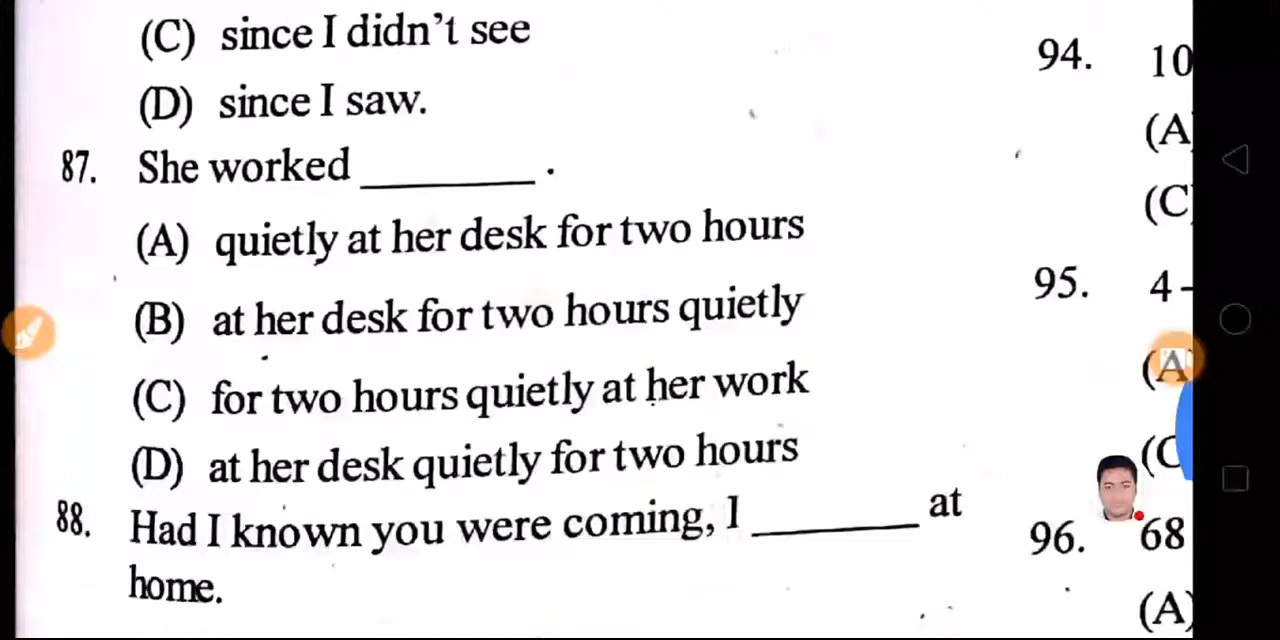 (C) since I didn't see
(D) since I saw.
87. She worked ________ .
(A) quietly at her desk for two hours
(B) at her desk for two hours quietly
(C) for two hours quietly at her work
(D) at her desk quietly for two hours
88. Had I known you were coming, I ________ at
home.
94. 10
(A
(C
95. 4 -
(A
(C
96. 68
(A)